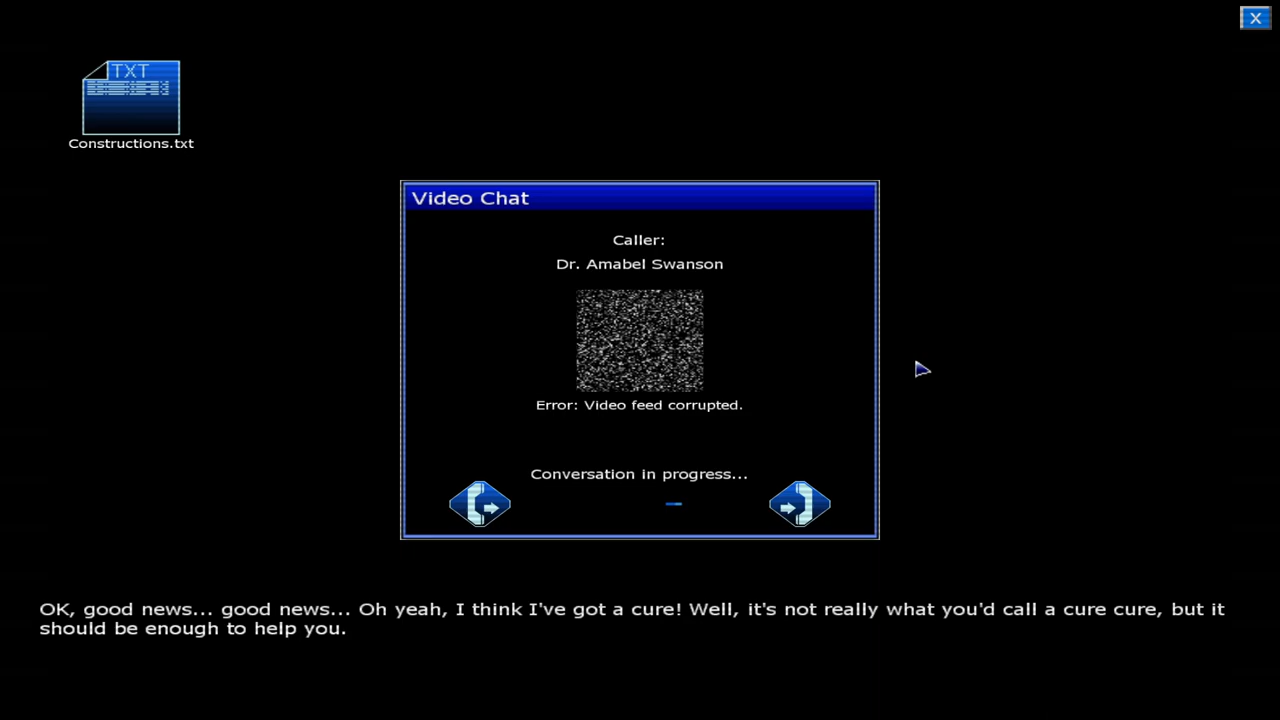 X
TXT
Constructions.txt
Video Chat
Caller:
Dr. Amabel Swanson
Error: Video feed corrupted.
Conversation in progress...
OK, good news... good news... Oh yeah, I think I've got a cure! Well, it's not really what you'd call a cure cure, but it
should be enough to help you.